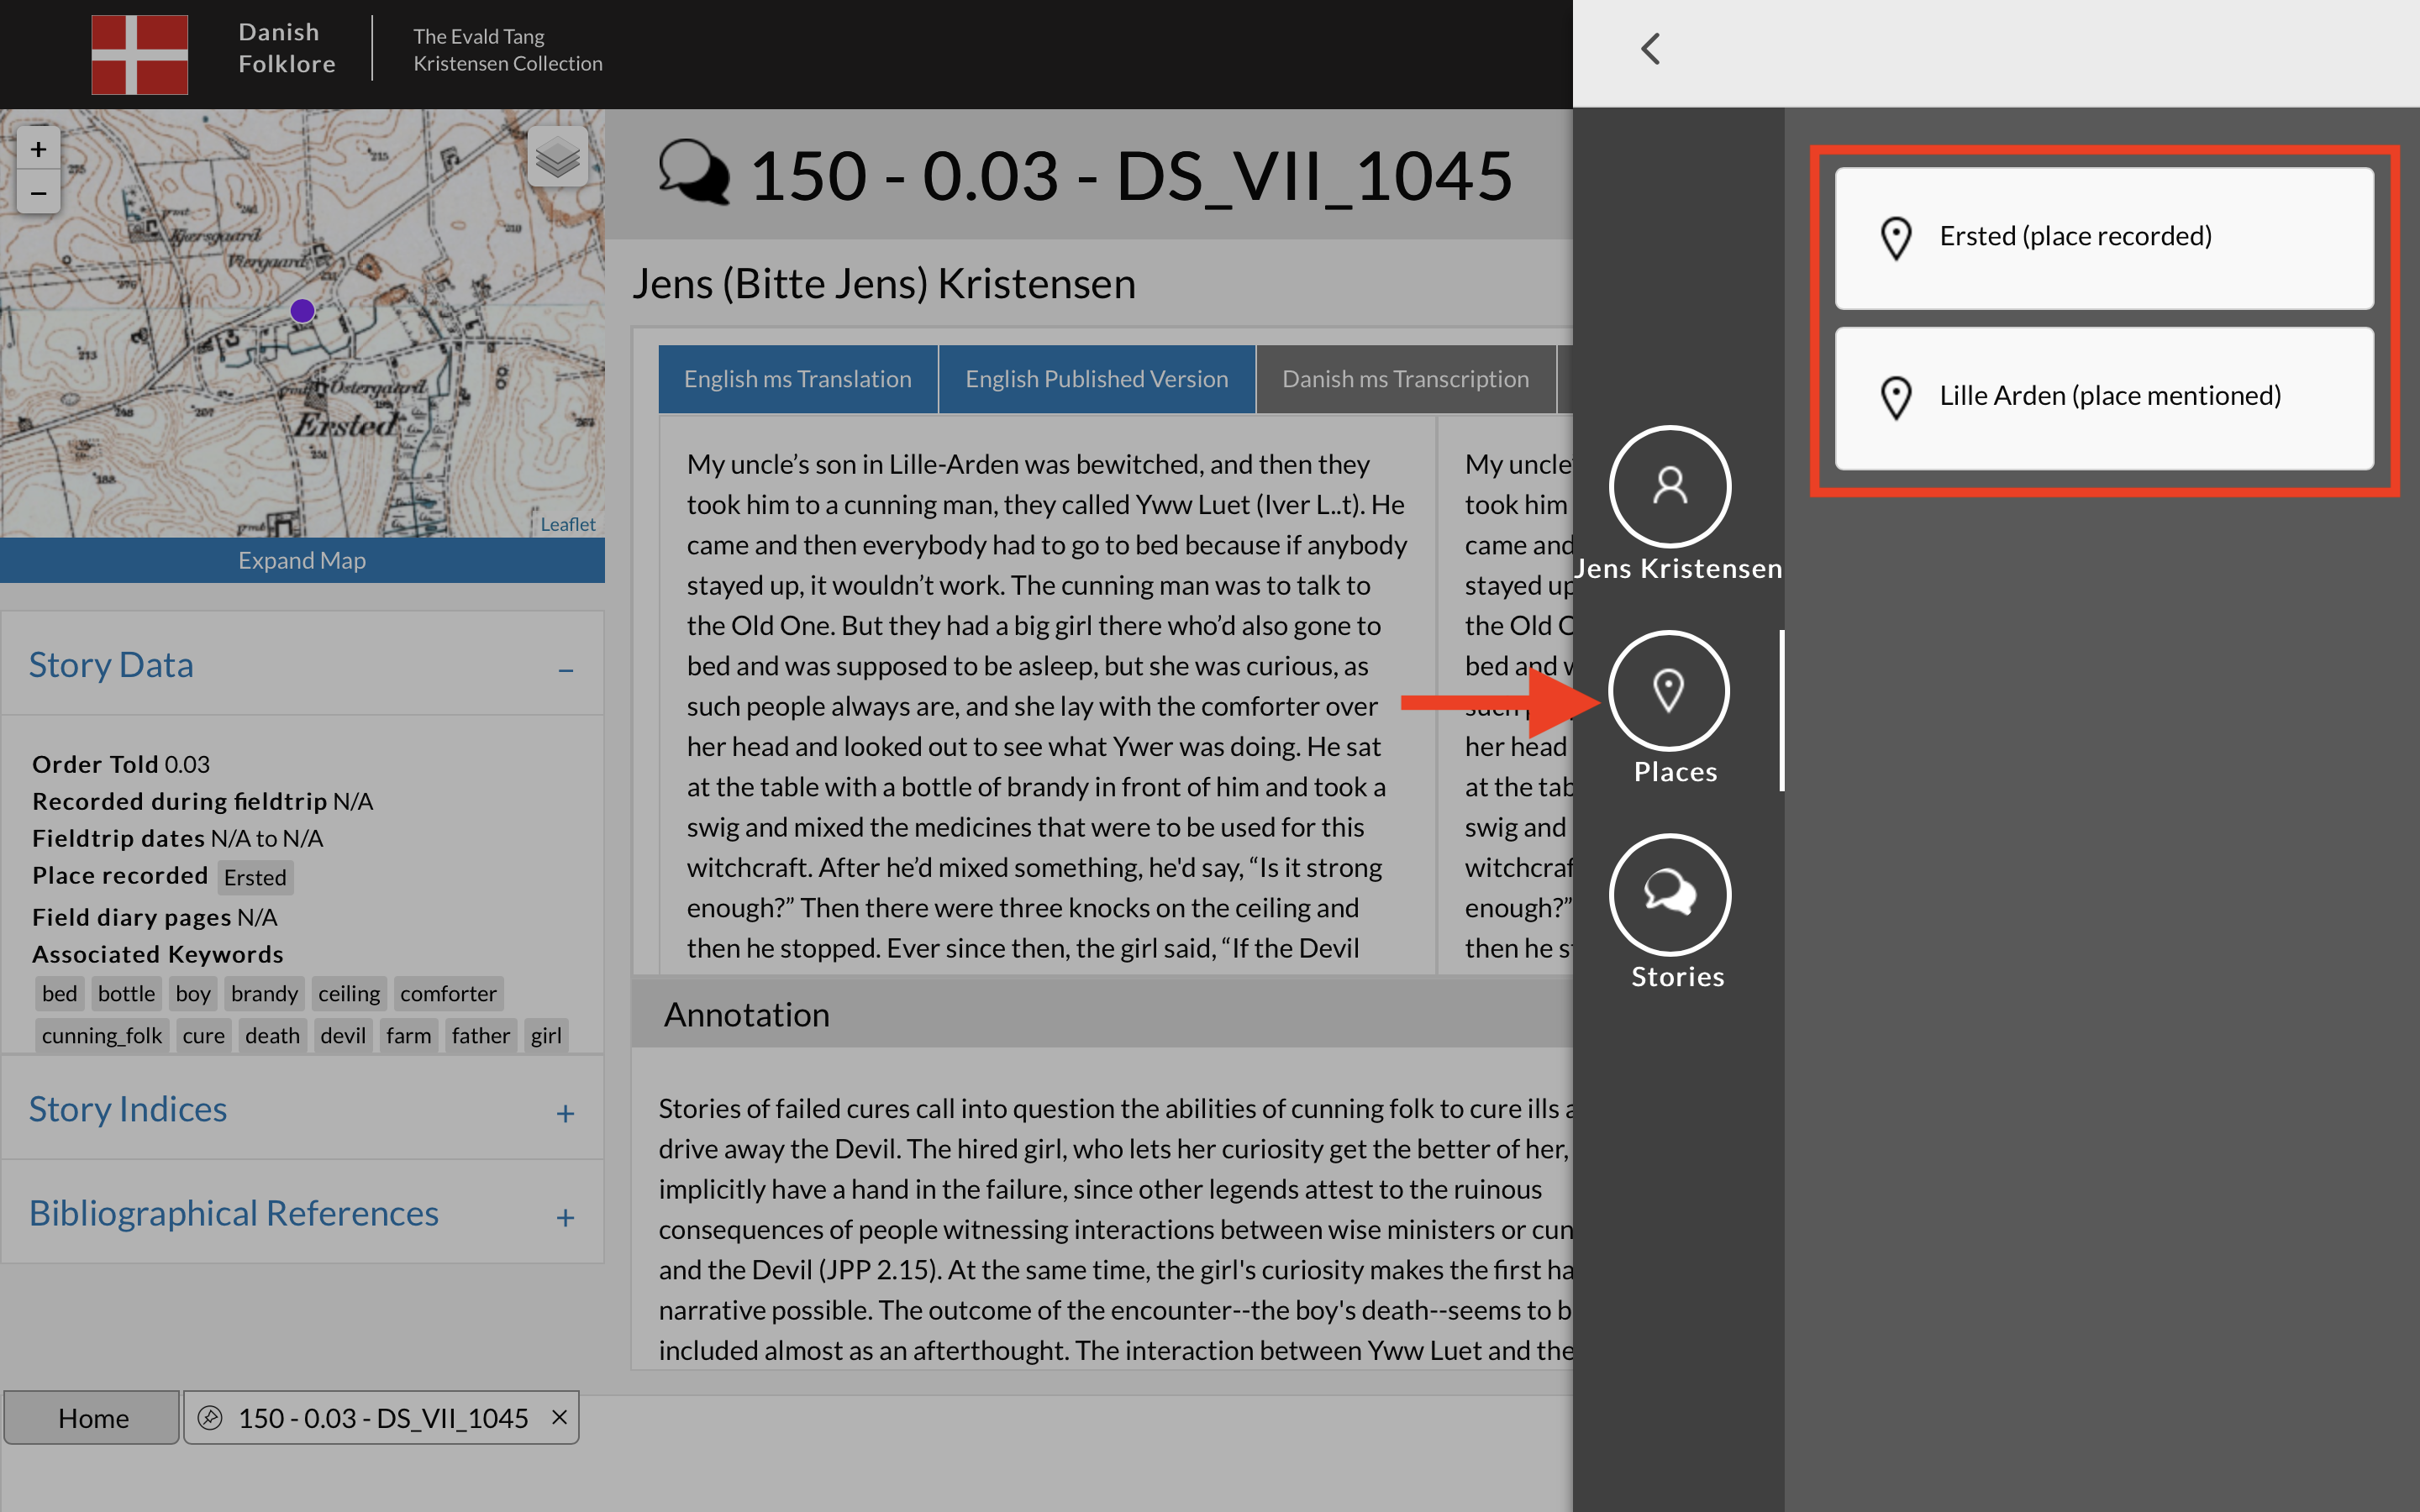 Danish
Folklore
The Evald Tang
Kristensen Collection
+
−
Kjersgaard
Viergaard
Østergaard
Ersted
Leaflet
Expand Map
Story Data
−
Order Told 0.03
Recorded during fieldtrip N/A
Fieldtrip dates N/A to N/A
Place recorded Ersted
Field diary pages N/A
Associated Keywords
bed bottle boy brandy ceiling comforter
cunning_folk cure death devil farm father girl
Story Indices
+
Bibliographical References
+
150 - 0.03 - DS_VII_1045
Jens (Bitte Jens) Kristensen
English ms Translation
English Published Version
Danish ms Transcription
My uncle’s son in Lille-Arden was bewitched, and then they
took him to a cunning man, they called Yww Luet (Iver L..t). He
came and then everybody had to go to bed because if anybody
stayed up, it wouldn’t work. The cunning man was to talk to
the Old One. But they had a big girl there who’d also gone to
bed and was supposed to be asleep, but she was curious, as
such people always are, and she lay with the comforter over
her head and looked out to see what Ywer was doing. He sat
at the table with a bottle of brandy in front of him and took a
swig and mixed the medicines that were to be used for this
witchcraft. After he’d mixed something, he'd say, “Is it strong
enough?” Then there were three knocks on the ceiling and
then he stopped. Ever since then, the girl said, “If the Devil
My uncle
took him
came and
stayed up
the Old
bed and
such
her head
at the tab
swig and
witchcraf
enough?”
then he
Annotation
Stories of failed cures call into question the abilities of cunning folk to cure ills
drive away the Devil. The hired girl, who lets her curiosity get the better of her,
implicitly have a hand in the failure, since other legends attest to the ruinous
consequences of people witnessing interactions between wise ministers or cun
and the Devil (JPP 2.15). At the same time, the girl's curiosity makes the first ha
narrative possible. The outcome of the encounter--the boy's death--seems to b
included almost as an afterthought. The interaction between Yww Luet and the
Jens Kristensen
Places
Stories
Ersted (place recorded)
Lille Arden (place mentioned)
Home
150 - 0.03 - DS_VII_1045